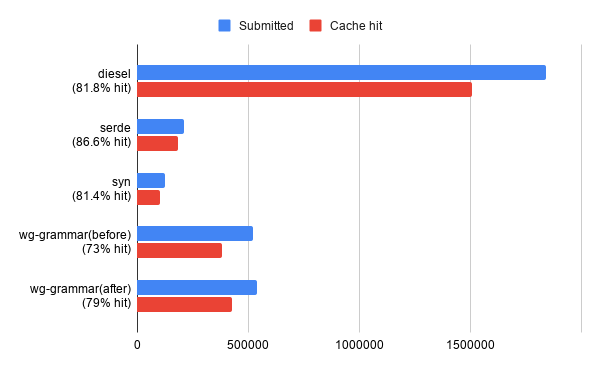 Submitted Cache hit
diesel
(81.8% hit)
serde
(86.6% hit)
syn
(81.4% hit)
wg-grammar(before)
(73% hit)
wg-grammar(after)
(79% hit)
0 500000 1000000 1500000